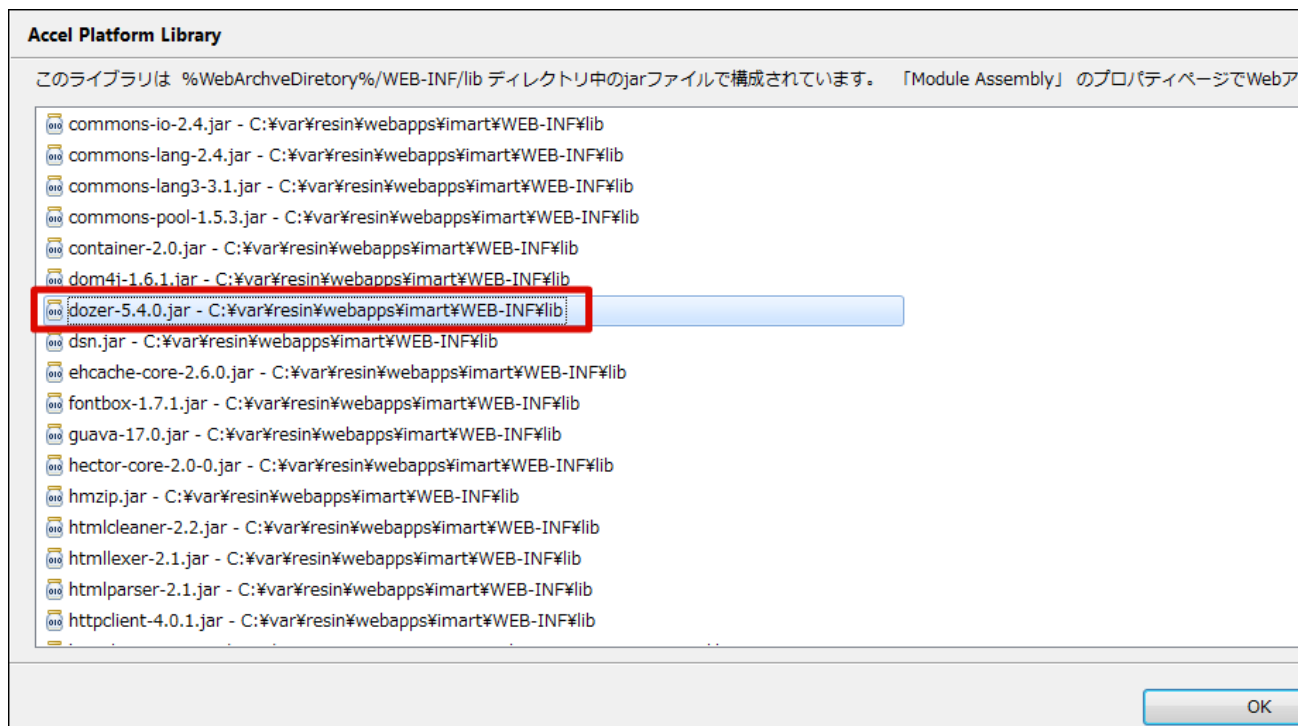 Accel Platform Library
このライブラリは %WebArchveDiretory%/WEB-INF/lib ディレクトリ中のjarファイルで構成されています。 「Module Assembly」 のプロパティページでWebア
commons-io-2.4.jar - C:¥var¥resin¥webapps¥imart¥WEB-INF¥lib
commons-lang-2.4.jar - C:¥var¥resin¥webapps¥imart¥WEB-INF¥lib
commons-lang3-3.1.jar - C:¥var¥resin¥webapps¥imart¥WEB-INF¥lib
commons-pool-1.5.3.jar - C:¥var¥resin¥webapps¥imart¥WEB-INF¥lib
container-2.0.jar - C:¥var¥resin¥webapps¥imart¥WEB-INF¥lib
dom4j-1.6.1.jar - C:¥var¥resin¥webapps¥imart¥WEB-INF¥lib
dozer-5.4.0.jar - C:¥var¥resin¥webapps¥imart¥WEB-INF¥lib
dsn.jar - C:¥var¥resin¥webapps¥imart¥WEB-INF¥lib
ehcache-core-2.6.0.jar - C:¥var¥resin¥webapps¥imart¥WEB-INF¥lib
fontbox-1.7.1.jar - C:¥var¥resin¥webapps¥imart¥WEB-INF¥lib
guava-17.0.jar - C:¥var¥resin¥webapps¥imart¥WEB-INF¥lib
hector-core-2.0-0.jar - C:¥var¥resin¥webapps¥imart¥WEB-INF¥lib
hmzip.jar - C:¥var¥resin¥webapps¥imart¥WEB-INF¥lib
htmlcleaner-2.2.jar - C:¥var¥resin¥webapps¥imart¥WEB-INF¥lib
htmllexer-2.1.jar - C:¥var¥resin¥webapps¥imart¥WEB-INF¥lib
htmlparser-2.1.jar - C:¥var¥resin¥webapps¥imart¥WEB-INF¥lib
httpclient-4.0.1.jar - C:¥var¥resin¥webapps¥imart¥WEB-INF¥lib
OK